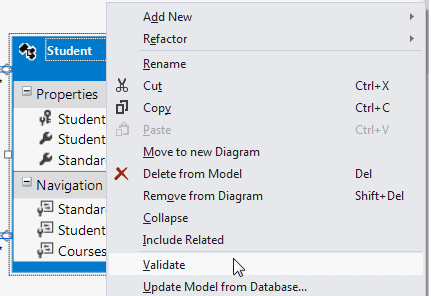 Student
Properties
Student
Student
Standar
Navigation
Standar
Student
Courses
Add New
Refactor
Rename
Cut Ctrl+X
Copy Ctrl+C
Paste Ctrl+V
Move to new Diagram
Delete from Model Del
Remove from Diagram Shift+Del
Collapse
Include Related
Validate
Update Model from Database...